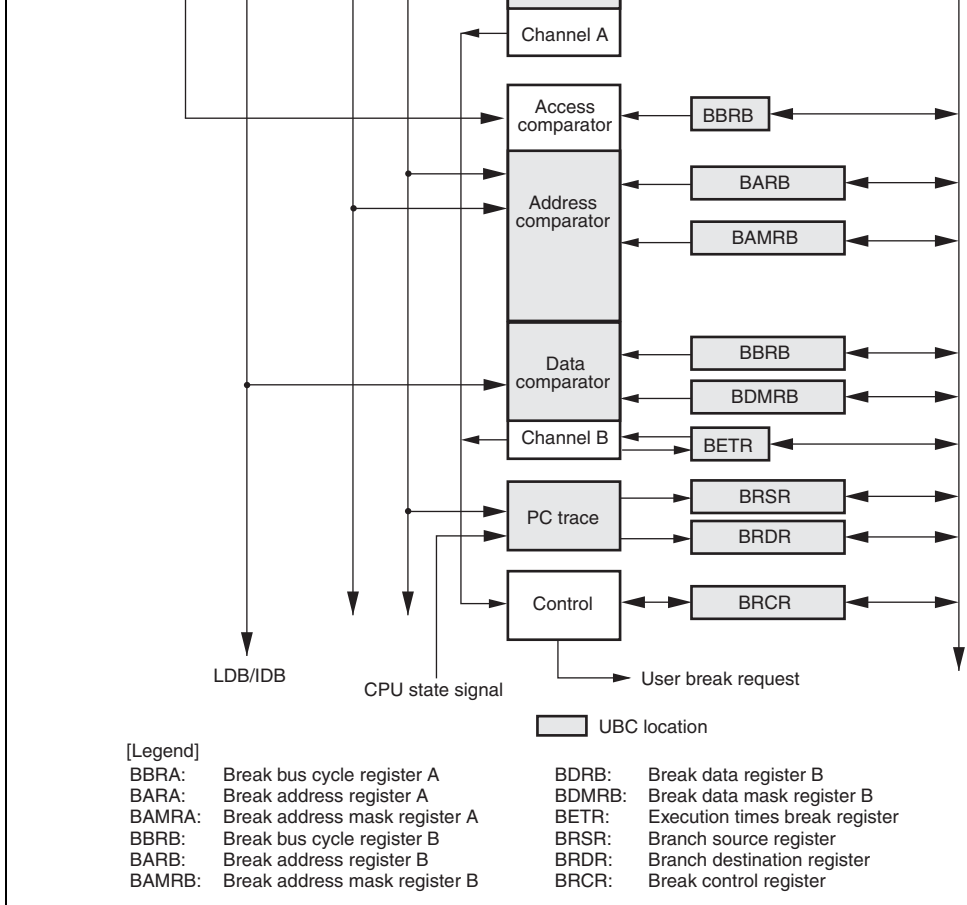 Channel A
Access
comparator
BBRB
BARB
Address
comparator
BAMRB
BBRB
Data
comparator
BDMRB
Channel B
BETR
BRSR
PC trace
BRDR
Control
BRCR
LDB/IDB
CPU state signal
User break request
UBC location
[Legend]
BBRA: Break bus cycle register A
BARA: Break address register A
BAMRA: Break address mask register A
BBRB: Break bus cycle register B
BARB: Break address register B
BAMRB: Break address mask register B
BDRB: Break data register B
BDMRB: Break data mask register B
BETR: Execution times break register
BRSR: Branch source register
BRDR: Branch destination register
BRCR: Break control register